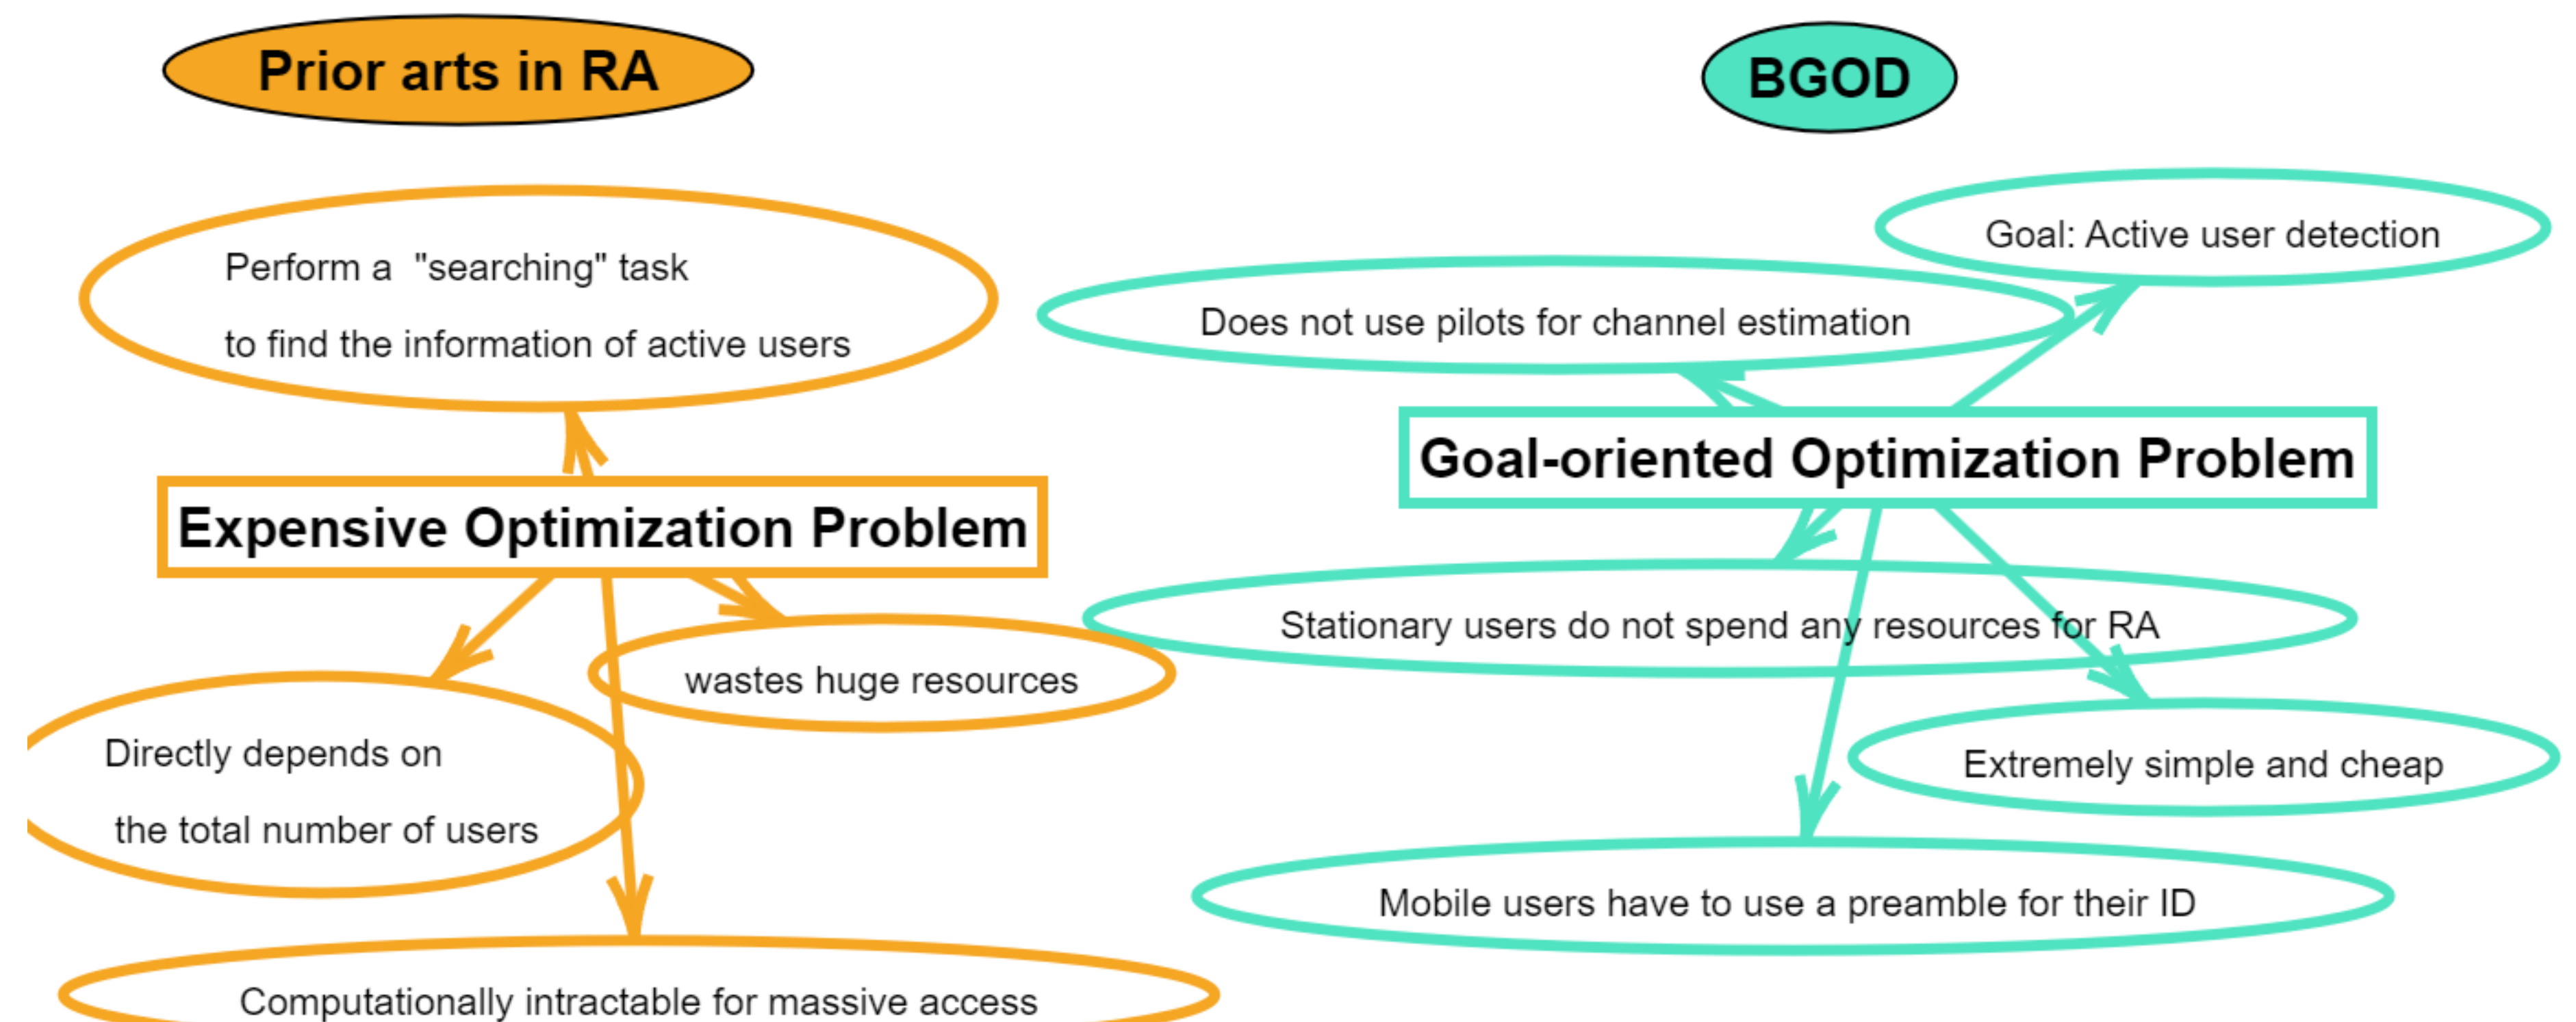 Prior arts in RA
Perform a "searching" task
to find the information of active users
Expensive Optimization Problem
wastes huge resources
Directly depends on
the total number of users
Computationally intractable for massive access
BGOD
Goal: Active user detection
Does not use pilots for channel estimation
Goal-oriented Optimization Problem
Stationary users do not spend any resources for RA
Extremely simple and cheap
Mobile users have to use a preamble for their ID